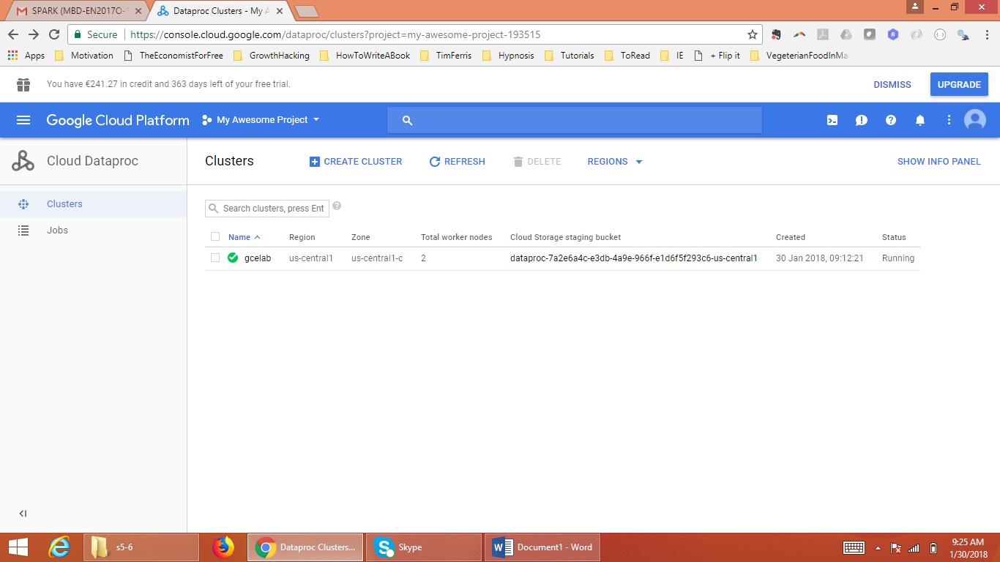 SPARK (MBD-EN2017O-
Dataproc Clusters - My A
Secure
https://console.cloud.google.com/dataproc/clusters?project=my-awesome-project-193515
Apps Motivation TheEconomistForFree GrowthHacking HowToWriteABook TimFerris Hypnosis Tutorials ToRead IE + Flip it VegeterianFoodInMa
You have €241.27 in credit and 363 days left of your free trial.
DISMISS UPGRADE
Google Cloud Platform My Awesome Project
Cloud Dataproc
Clusters
Jobs
Clusters CREATE CLUSTER REFRESH DELETE REGIONS SHOW INFO PANEL
Search clusters, press Ent
Name Region Zone Total worker nodes Cloud Storage staging bucket Created Status
gcelab us-central1 us-central1-c 2 dataproc-7a2e6a4c-e3db-4a9e-966f-e1d6f5f293c6-us-central1 30 Jan 2018, 09:12:21 Running
s5-6 Dataproc Clusters... Skype Document1 - Word
9:25 AM
1/30/2018